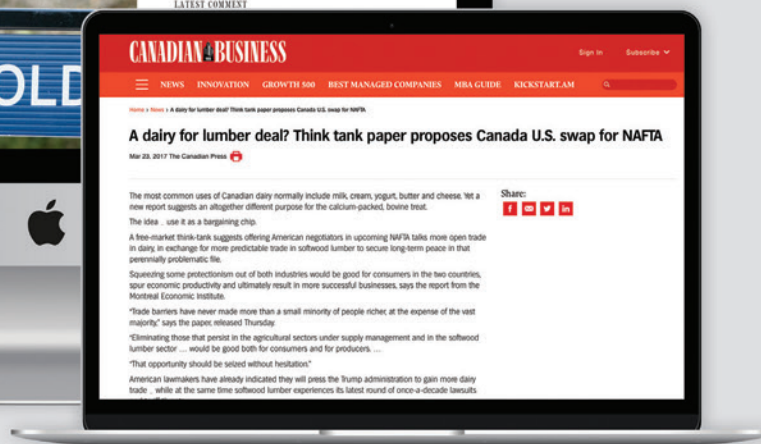 LATEST COMMENT
OLD
CANADIAN BUSINESS
Sign in Subscribe
NEWS INNOVATION GROWTH 500 BEST MANAGED COMPANIES MBA GUIDE KICKSTART.AM
Home » News » A dairy for lumber deal? Think tank paper proposes Canada U.S. swap for NAFTA
A dairy for lumber deal? Think tank paper proposes Canada U.S. swap for NAFTA
Mar 23, 2017 The Canadian Press
The most common uses of Canadian dairy normally include milk, cream, yogurt, butter and cheese. Yet a
new report suggests an altogether different purpose for the calcium-packed, bovine treat.
The idea _ use it as a bargaining chip.
A free-market think-tank suggests offering American negotiators in upcoming NAFTA talks more open trade
in dairy, in exchange for more predictable trade in softwood lumber to secure long-term peace in that
perennially problematic file.
Squeezing some protectionism out of both industries would be good for consumers in the two countries,
spur economic productivity and ultimately result in more successful businesses, says the report from the
Montreal Economic Institute.
"Trade barriers have never made more than a small minority of people richer, at the expense of the vast
majority," says the paper, released Thursday.
"Eliminating those that persist in the agricultural sectors under supply management and in the softwood
lumber sector ... would be good both for consumers and for producers. ...
"That opportunity should be seized without hesitation."
American lawmakers have already indicated they will press the Trump administration to gain more dairy
trade _ while at the same time softwood lumber experiences its latest round of once-a-decade lawsuits
Share: